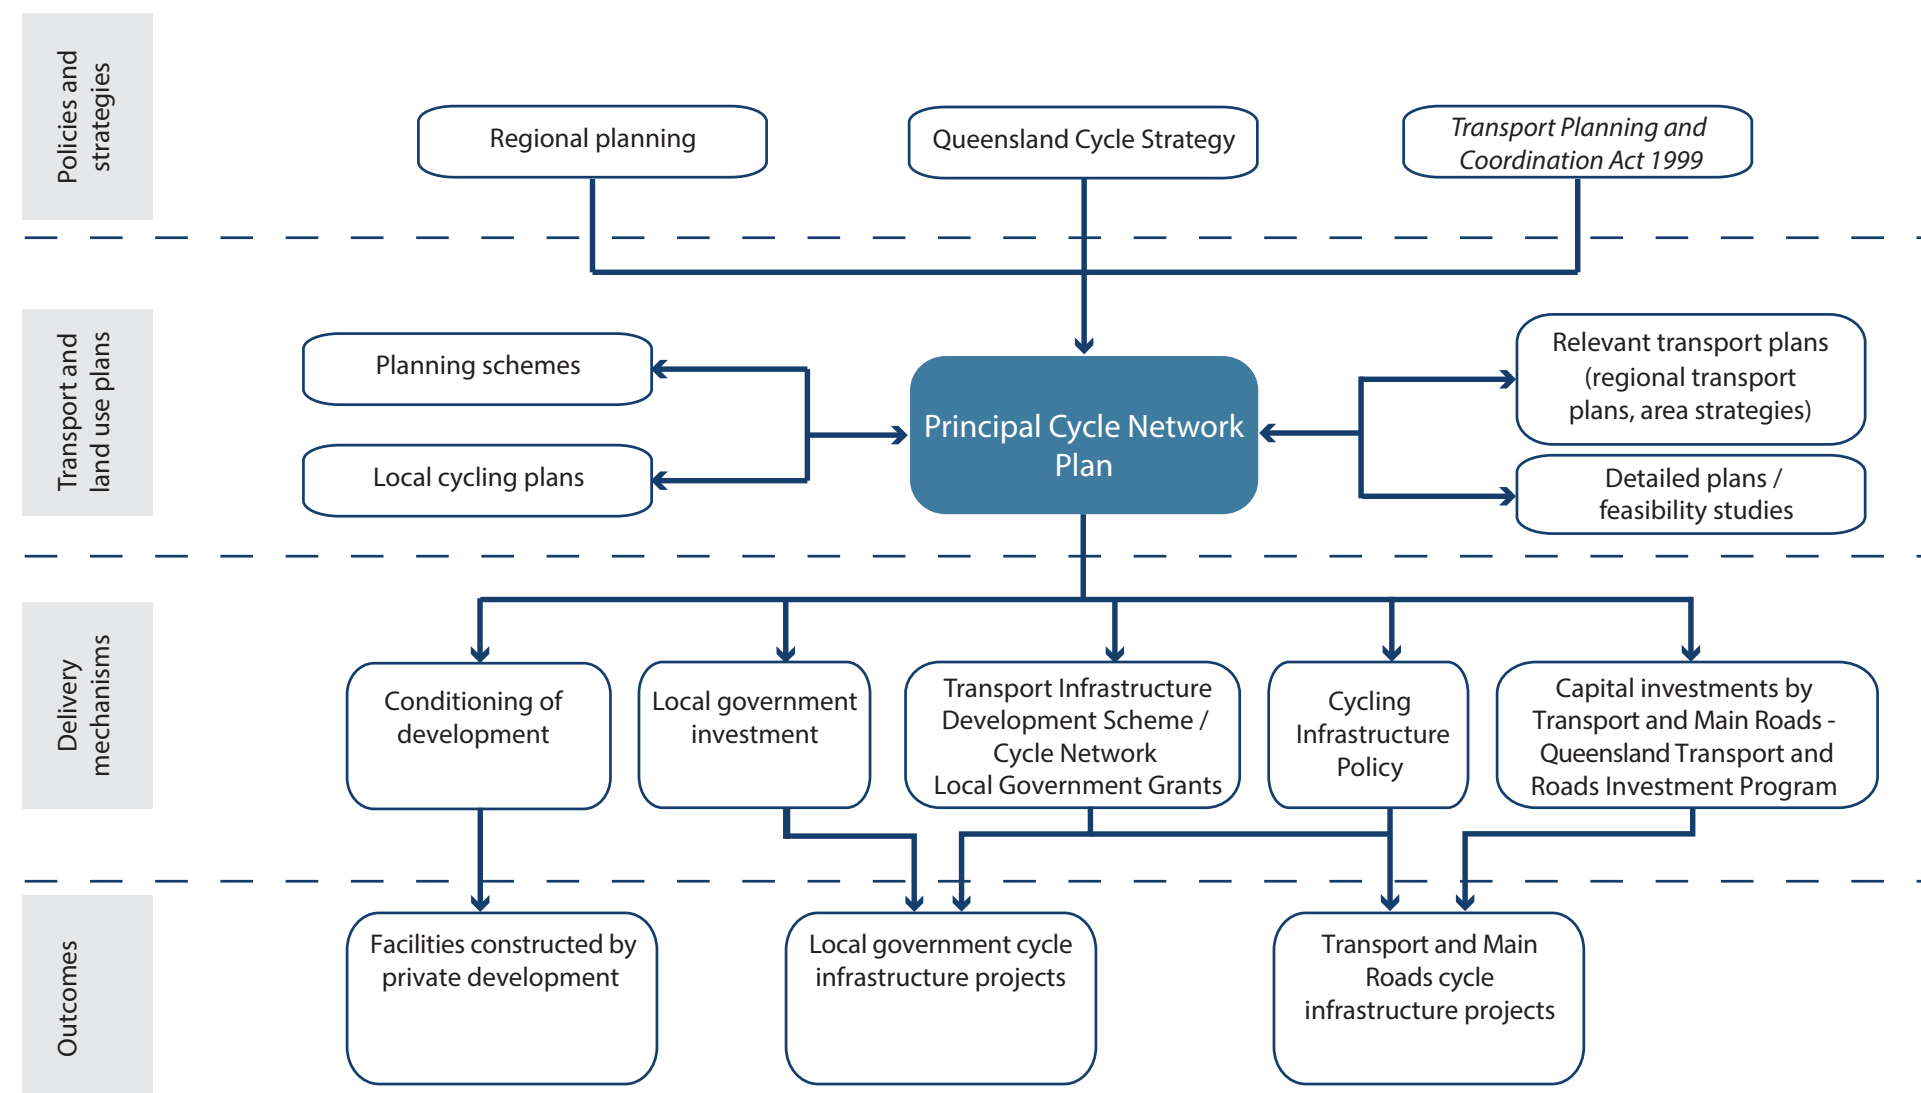 Policies and
strategies
Regional planning
Queensland Cycle Strategy
Transport Planning and
Coordination Act 1999
Transport and
land use plans
Planning schemes
Local cycling plans
Principal Cycle Network
Plan
Relevant transport plans
(regional transport
plans, area strategies)
Detailed plans /
feasibility studies
Delivery
mechanisms
Conditioning of
development
Local government
investment
Transport Infrastructure
Development Scheme /
Cycle Network
Local Government Grants
Cycling
Infrastructure
Policy
Capital investments by
Transport and Main Roads -
Queensland Transport and
Roads Investment Program
Outcomes
Facilities constructed by
private development
Local government cycle
infrastructure projects
Transport and Main
Roads cycle
infrastructure projects